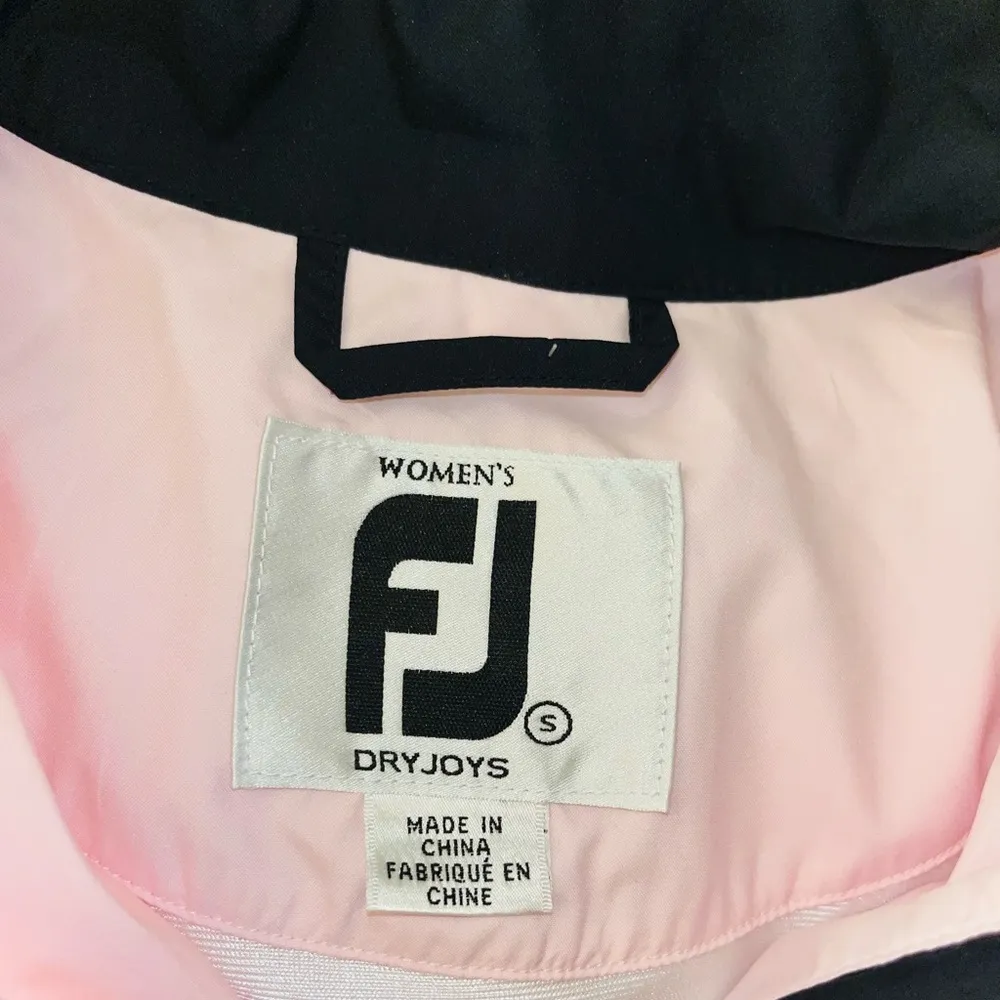 WOMEN'S
FJ
S
DRYJOYS
MADE IN
CHINA
FABRIQUÉ EN
CHINE